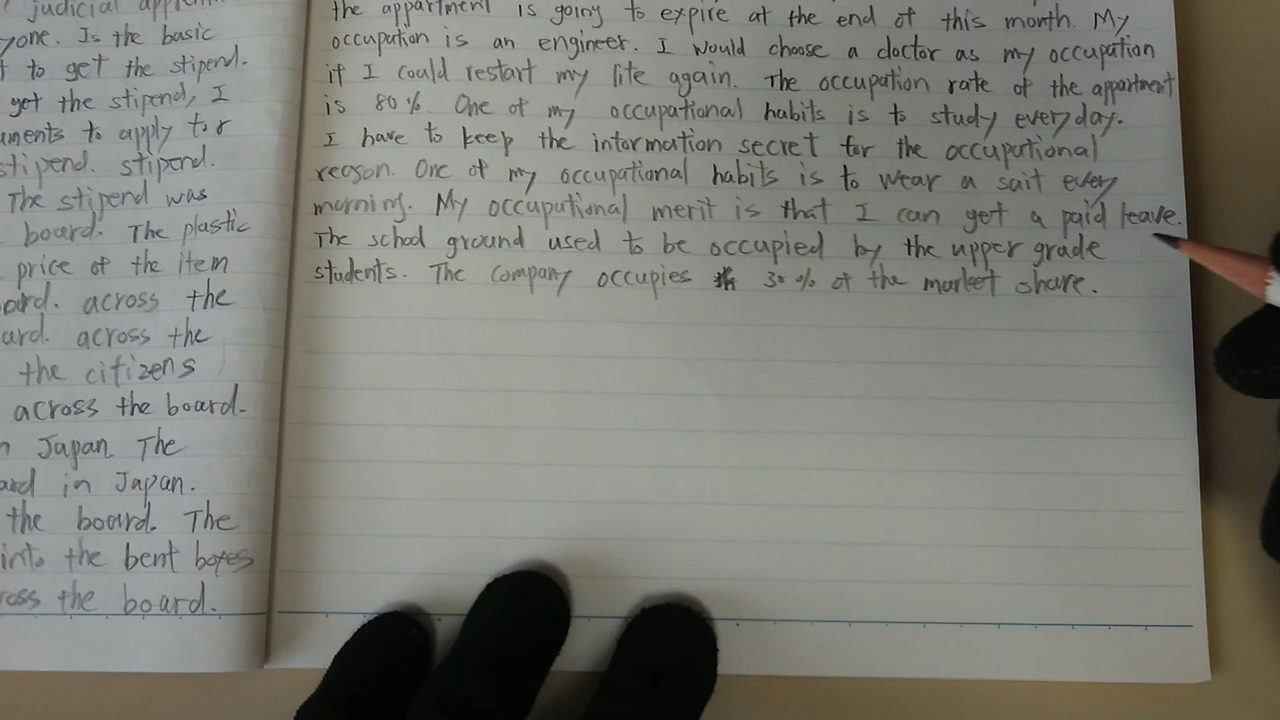 judicial
yone. Is the basic
to get the stipend.
get the stipend, I
uments to apply for
stipend. stipend.
The stipend was
board. The plastic
price of the item
oard. across the
ard. across the
the citizens
across the board.
n Japan The
ard in Japan.
the board. The
into the bent boxes
ross the board.
the appartment is going to expire at the end of this month. My
occupation is an engineer. I would choose a doctor as my occupation
if I could restart my life again. The occupation rate of the appartment
is 80%. One of my occupational habits is to study everyday.
I have to keep the information secret for the occupational
reason. One of my occupational habits is to wear a sait every
morning. My occupational merit is that I can get a paid leave.
The school ground used to be occupied by the upper grade
students. The company occupies 30% of the market share.